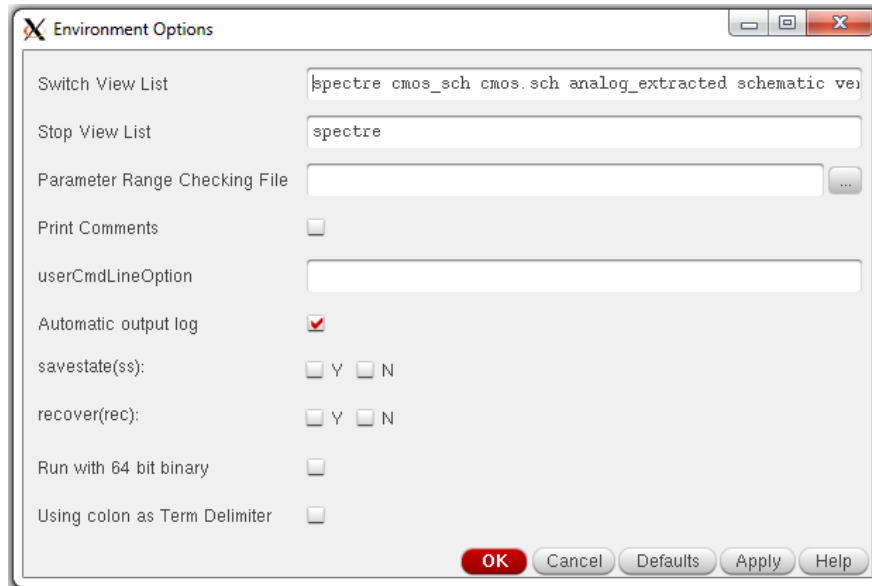 Environment Options
Switch View List spectre cmos_sch cmos.sch analog_extracted schematic
Stop View List spectre
Parameter Range Checking File ...
Print Comments
userCmdLineOption
Automatic output log
savestate(ss): Y N
recover(rec): Y N
Run with 64 bit binary
Using colon as Term Delimiter
OK Cancel Defaults Apply Help